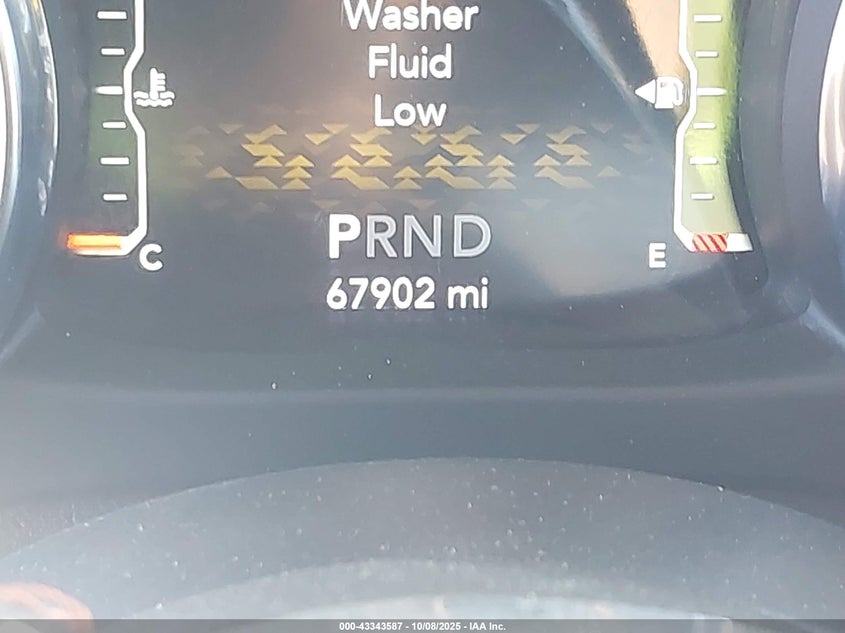 Washer
Fluid
Low
PRND
C
E
67902 mi
000-43343587 - 10/08/2025 - IAA Inc.